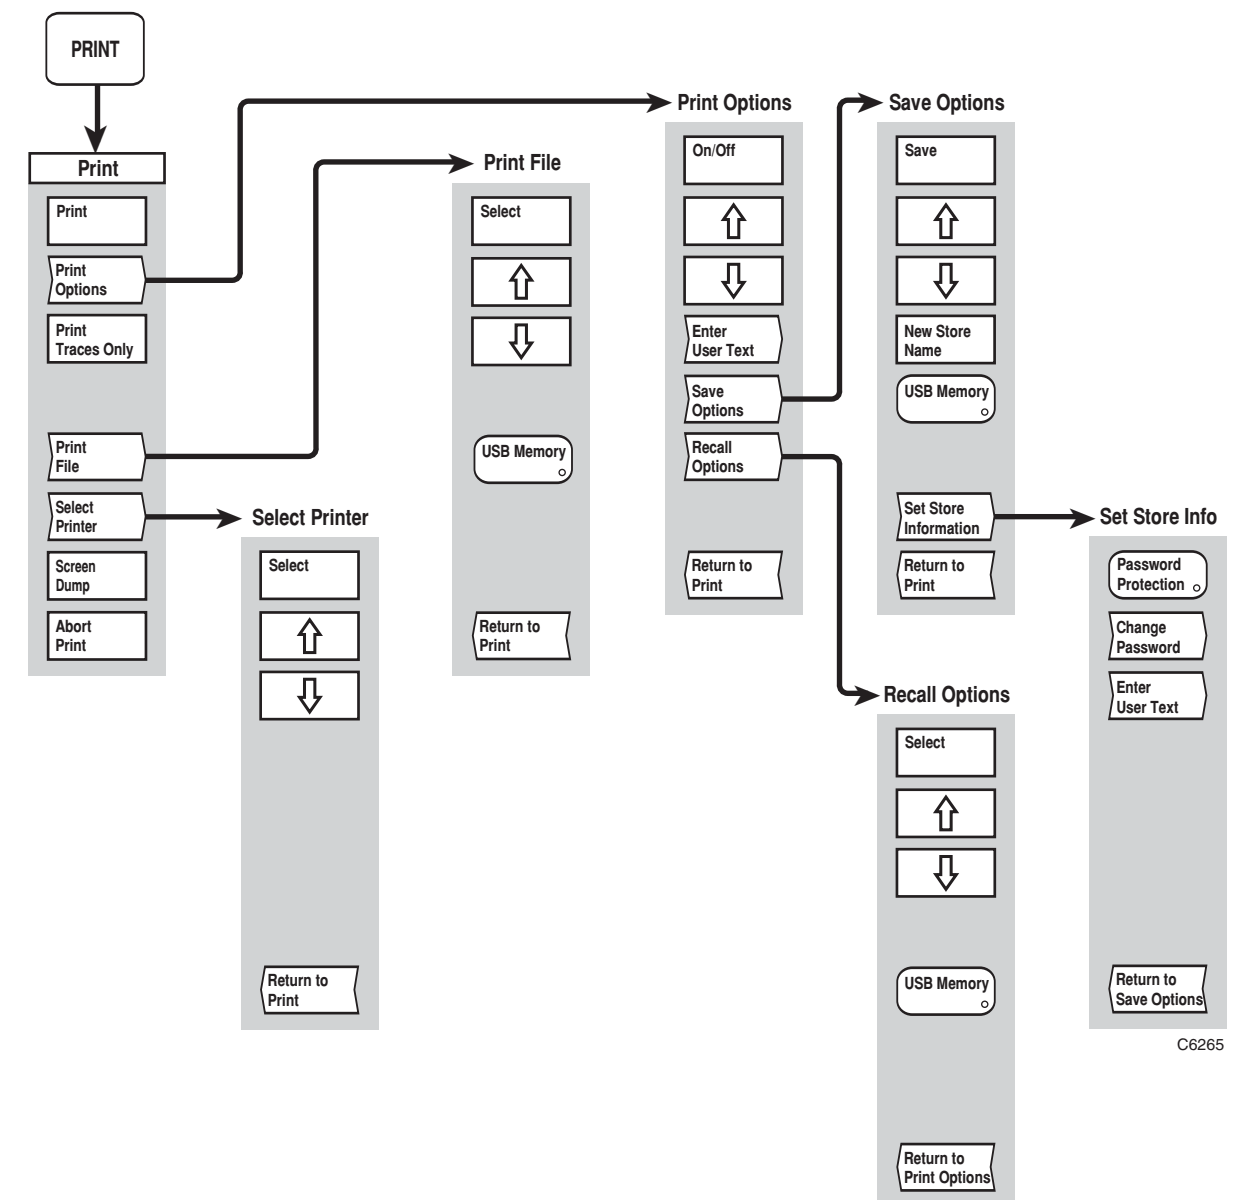 PRINT
Print
Print
Print
Options
Print
Traces Only
Print
File
Select
Printer
Screen
Dump
Abort
Print
Select Printer
Select
Return to
Print
Print File
Select
USB Memory
Return to
Print
Print Options
On/Off
Enter
User Text
Save
Options
Recall
Options
Return to
Print
Save Options
Save
New Store
Name
USB Memory
Set Store
Information
Return to
Print
Recall Options
Select
USB Memory
Return to
Print Options
Set Store Info
Password
Protection
Change
Password
Enter
User Text
Return to
Save Options
C6265